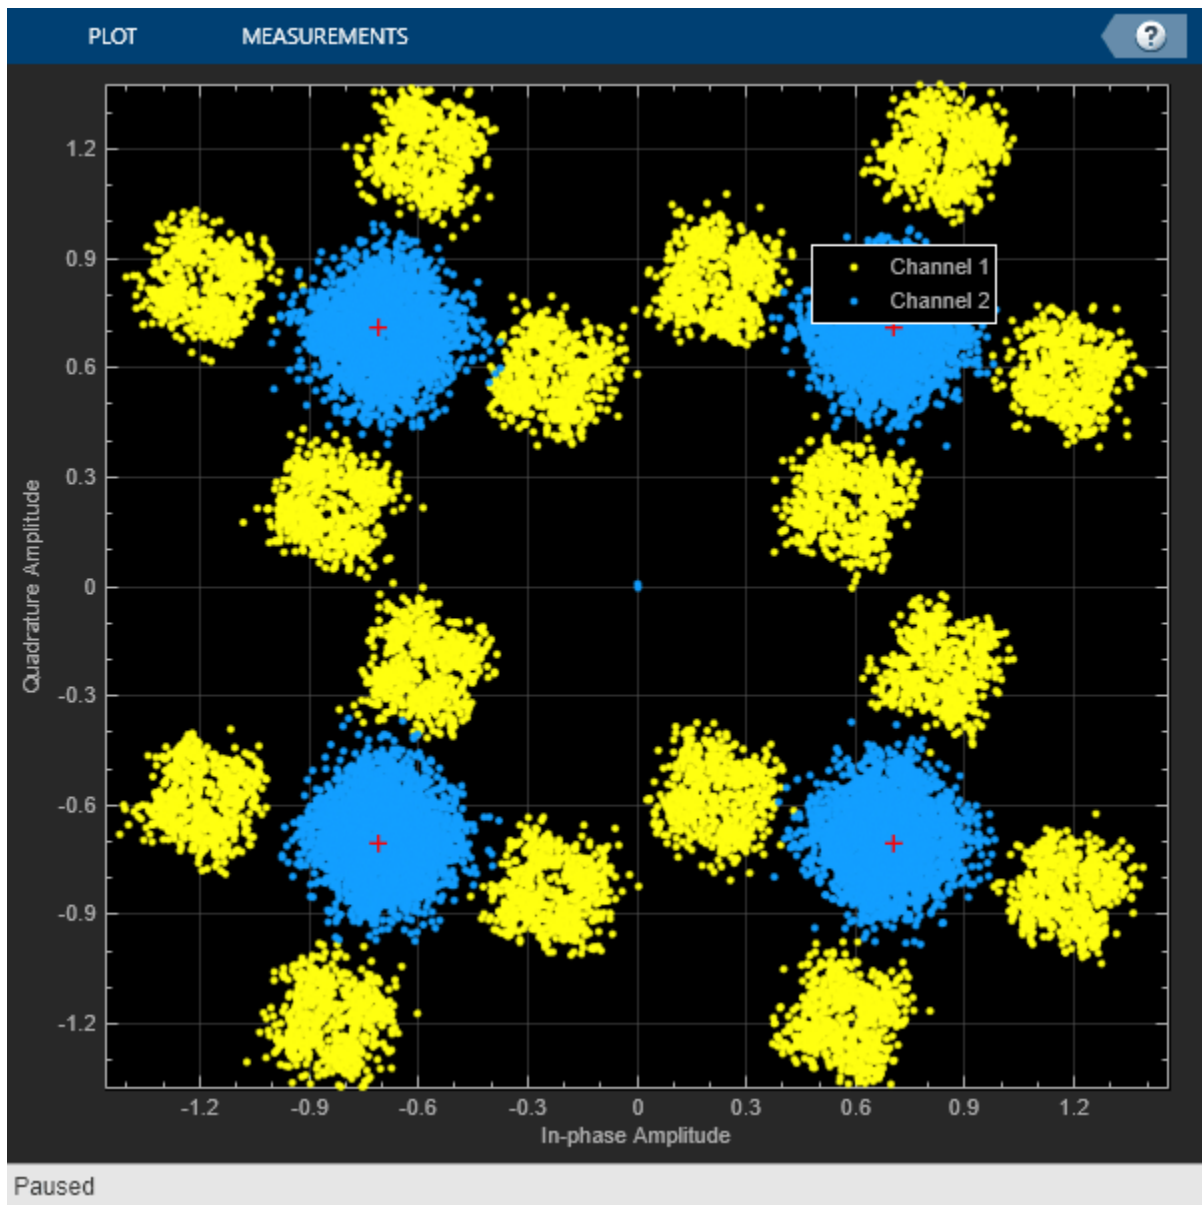 PLOT MEASUREMENTS ?
1.2
0.9
0.6
0.3
0
-0.3
-0.6
-0.9
-1.2
Quadrature Amplitude
Channel 1
Channel 2
-1.2 -0.9 -0.6 -0.3 0 0.3 0.6 0.9 1.2
In-phase Amplitude
Paused